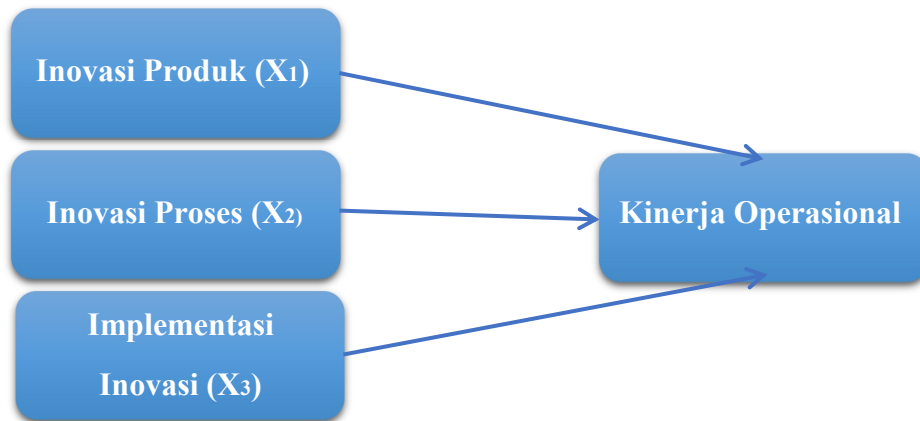 Inovasi Produk (X1)
Inovasi Proses (X2)
Kinerja Operasional
Implementasi
Inovasi (X3)